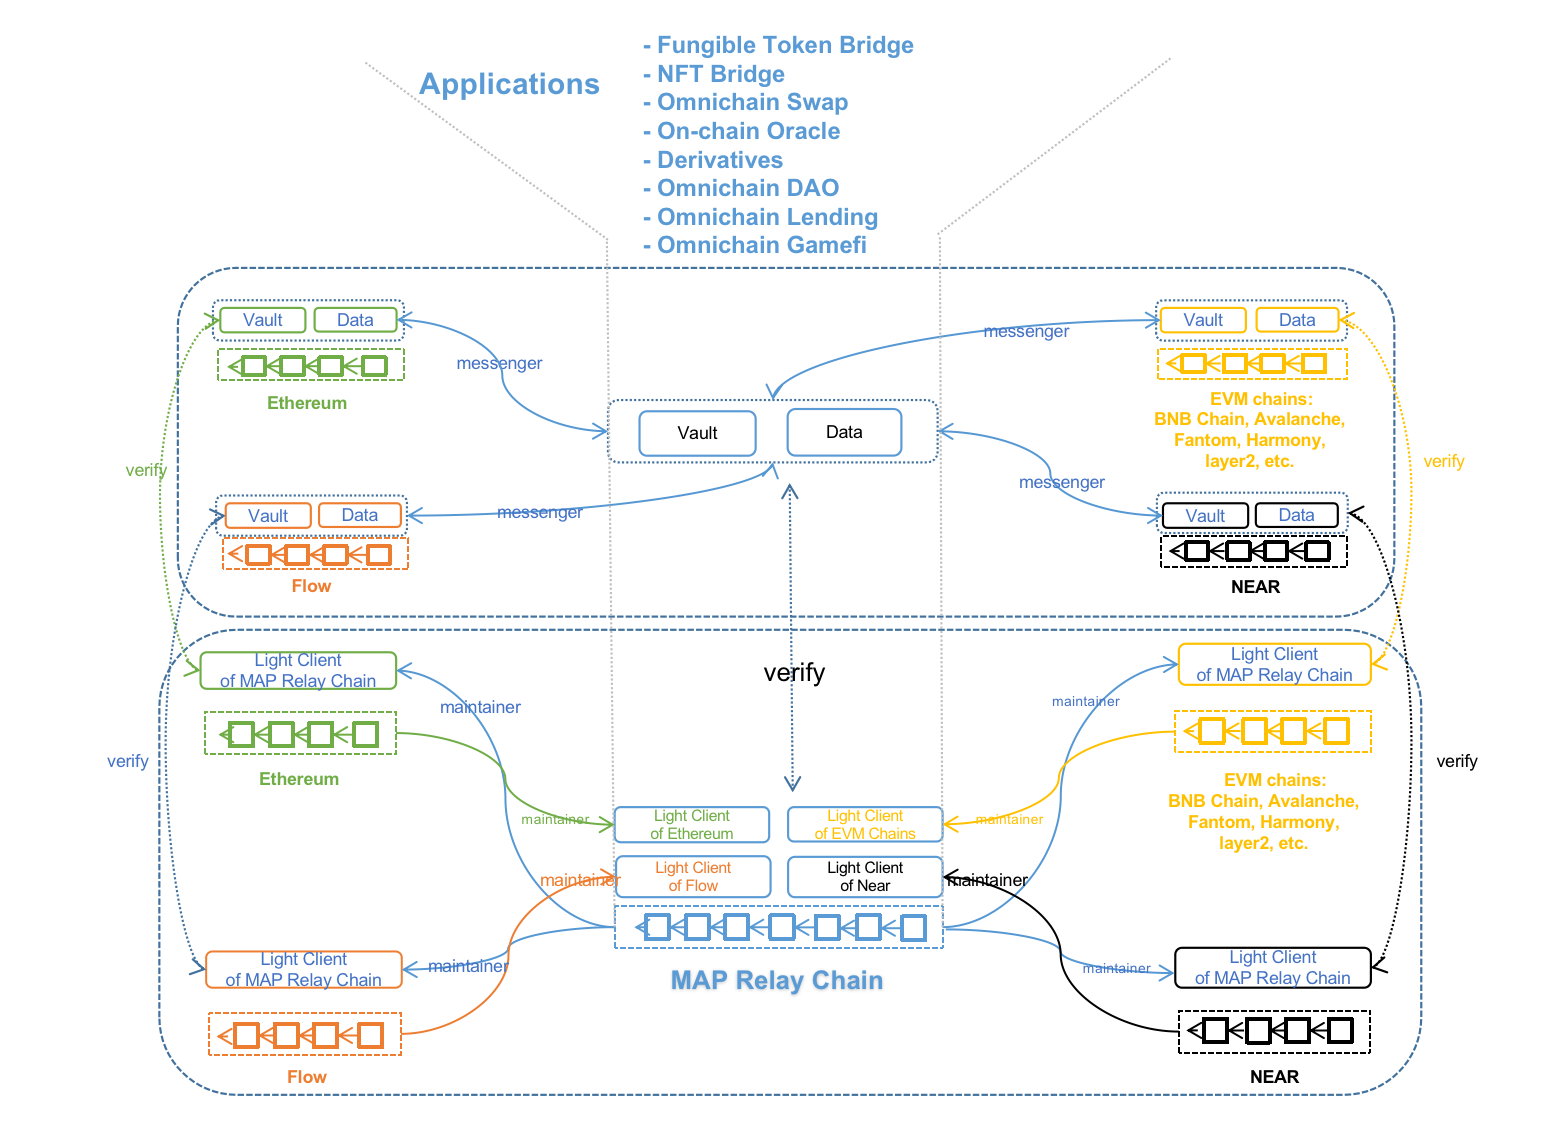 Applications
- Fungible Token Bridge
- NFT Bridge
- Omnichain Swap
- On-chain Oracle
- Derivatives
- Omnichain DAO
- Omnichain Lending
- Omnichain Gamefi
Vault
Data
Ethereum
messenger
messenger
Vault
Data
EVM chains:
BNB Chain, Avalanche,
Fantom, Harmony,
layer2, etc.
Vault
Data
verify
verify
Vault
Data
Flow
messenger
messenger
Vault
Data
NEAR
verify
Light Client
of MAP Relay Chain
maintainer
Ethereum
Light Client
of MAP Relay Chain
maintainer
EVM chains:
BNB Chain, Avalanche,
Fantom, Harmony,
layer2, etc.
verify
verify
maintainer
Light Client
of Ethereum
Light Client
of EVM Chains
maintainer
maintainer
Light Client
of Flow
Light Client
of Near
maintainer
MAP Relay Chain
Light Client
of MAP Relay Chain
maintainer
Flow
maintainer
Light Client
of MAP Relay Chain
NEAR